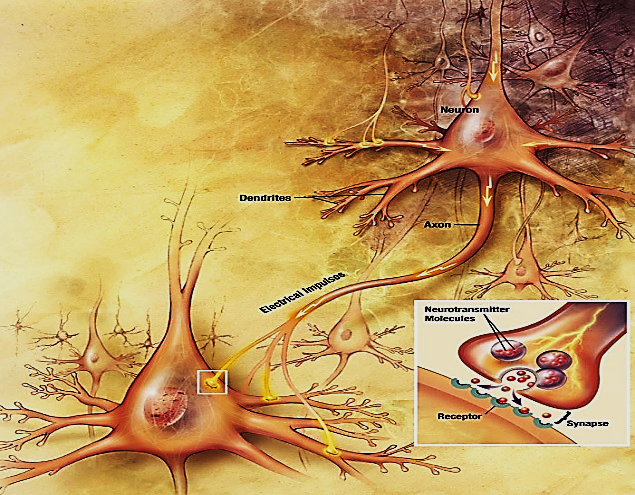 Neuron
Dendrites
Axon
Electrical Impulses
Neurotransmitter
Molecules
Receptor
Synapse